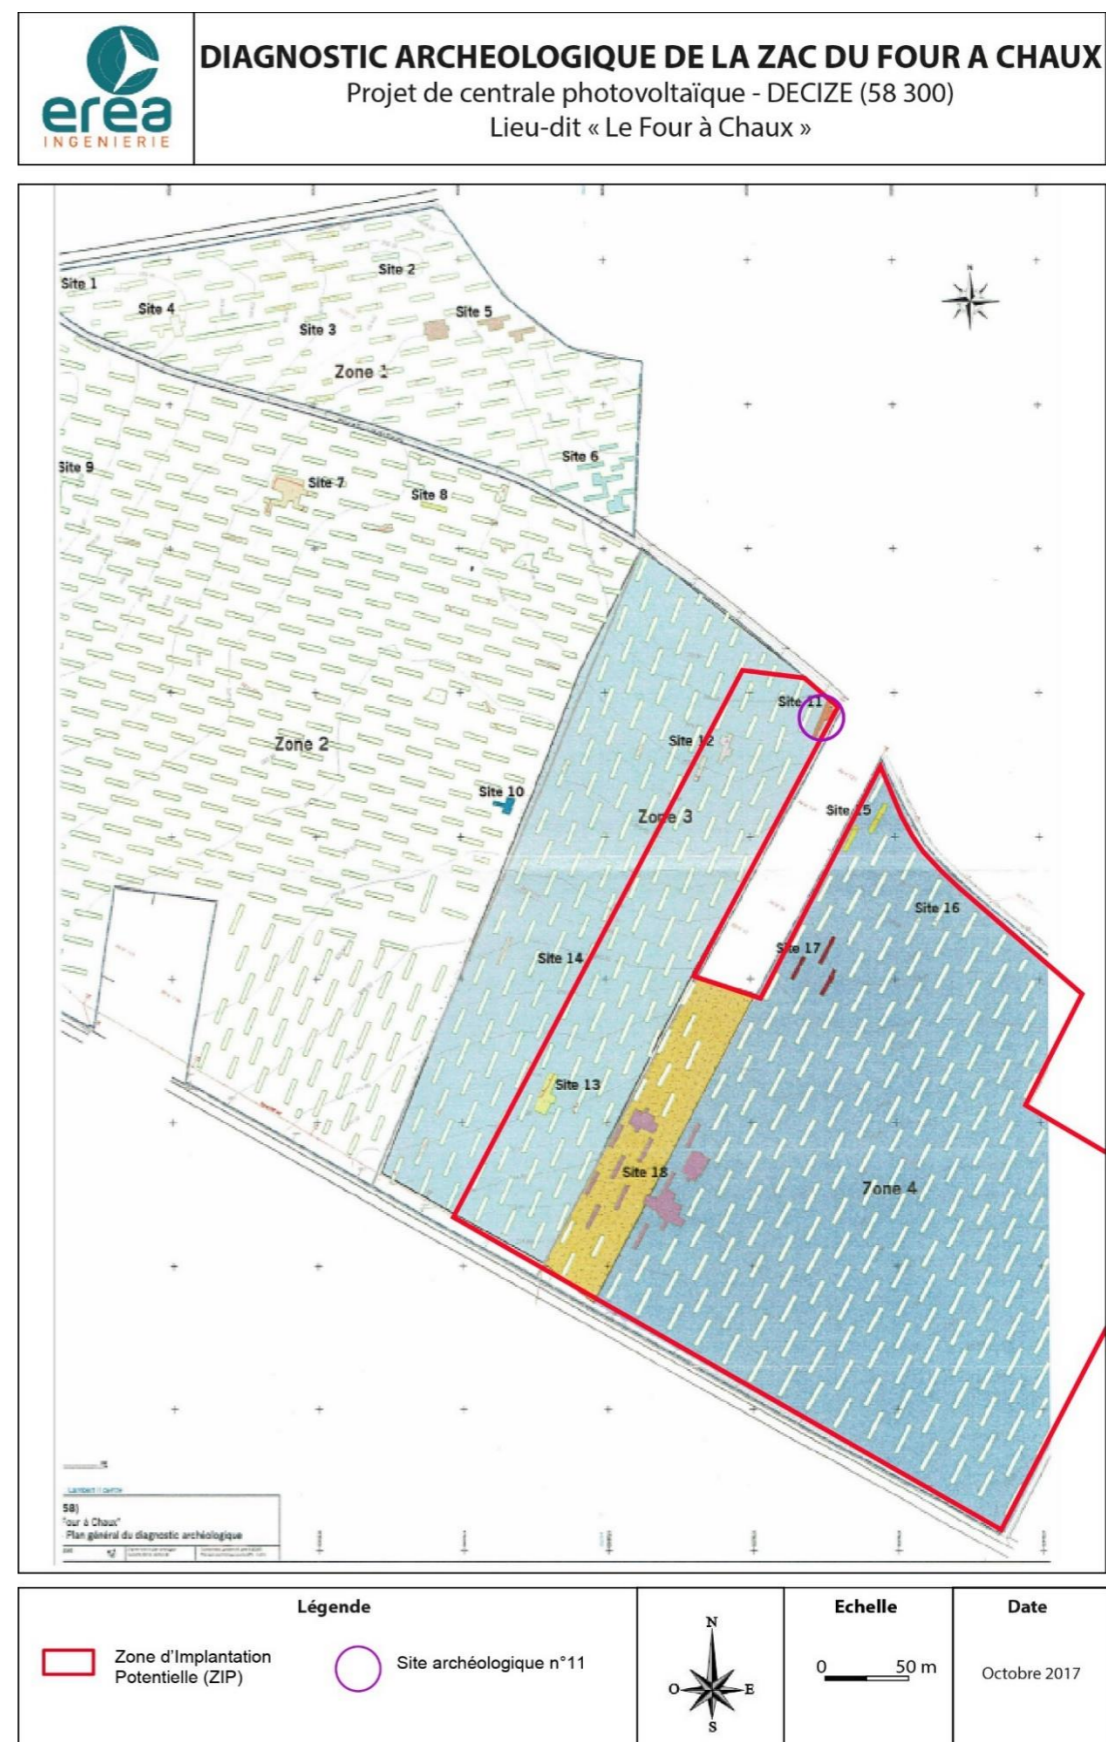 erea
INGENIERIE
DIAGNOSTIC ARCHEOLOGIQUE DE LA ZAC DU FOUR A CHAUX
Projet de centrale photovoltaïque - DECIZE (58 300)
Lieu-dit « Le Four à Chaux »
Site 1
Site 2
Site 4
Site 5
Site 3
Zone 1
Site 6
Site 9
Site 7
Site 8
N
Site 11
Site 12
Zone 2
Site 10
Zone 3
Site 15
Site 16
Site 14
Site 17
Site 13
Site 18
Zone 4
58)
Four à Chaux"
Plan général du diagnostic archéologique
Légende
Zone d'Implantation
Potentielle (ZIP)
Site archéologique n°11
N
O
E
S
Echelle
0
50 m
Date
Octobre 2017